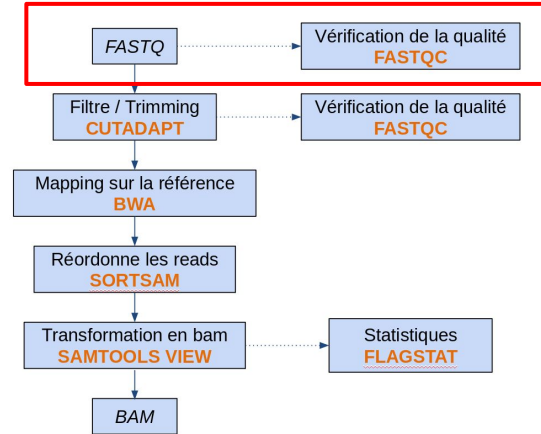 FASTQ
Vérification de la qualité
FASTQC
Filtre / Trimming
CUTADAPT
Vérification de la qualité
FASTQC
Mapping sur la référence
BWA
Réordonne les reads
SORTSAM
Transformation en bam
SAMTOOLS VIEW
Statistiques
FLAGSTAT
BAM